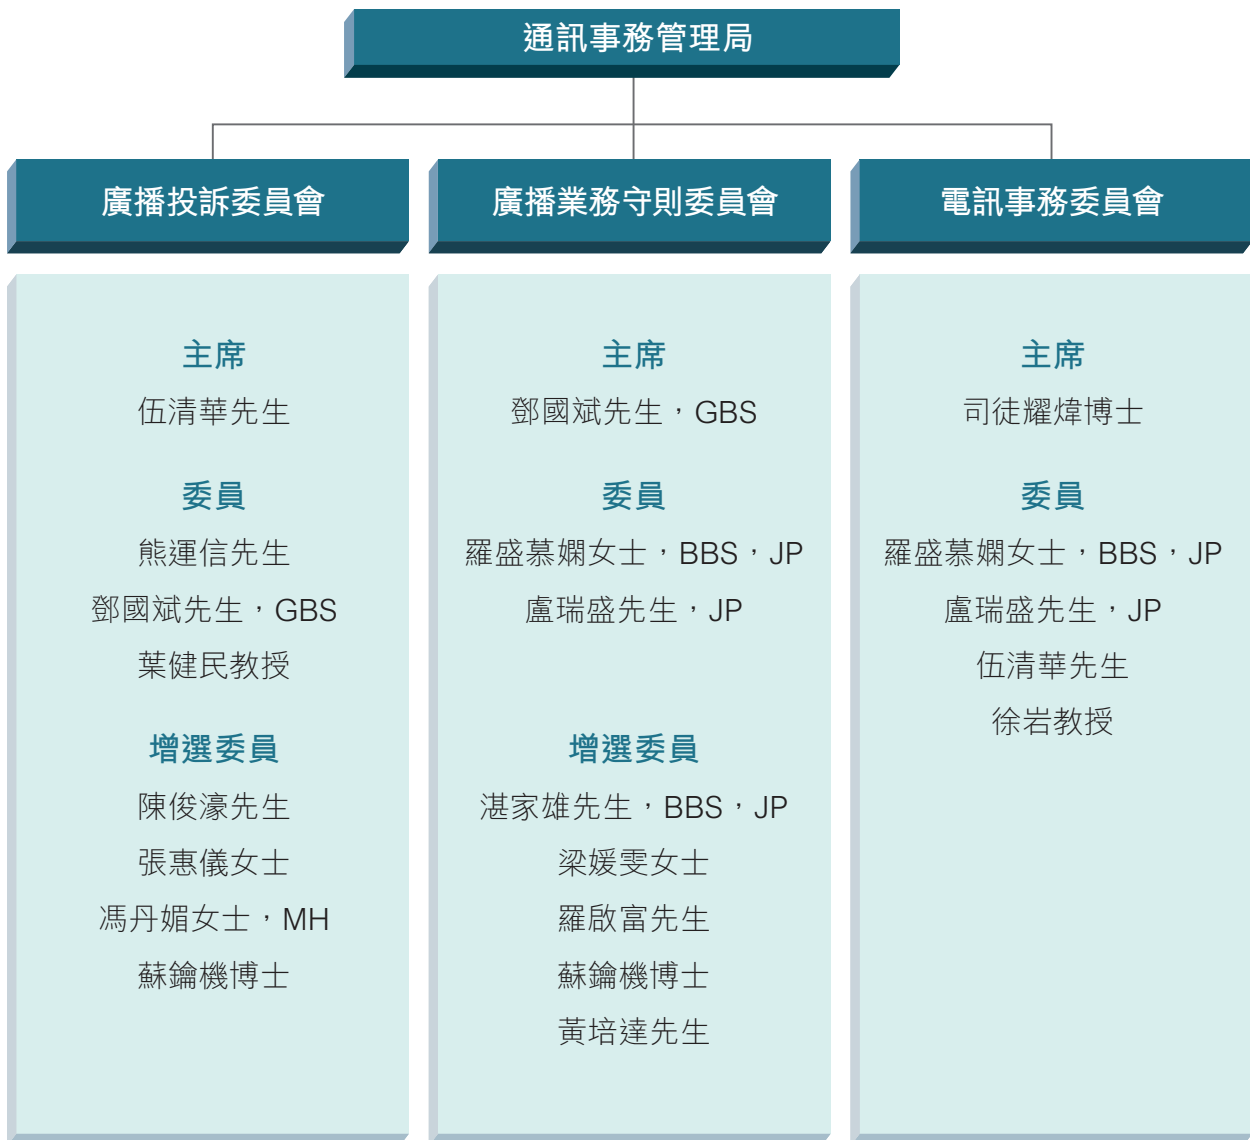 通訊事務管理局
廣播投訴委員會
主席
伍清華先生
委員
熊運信先生
鄧國斌先生，GBS
葉健民教授
增選委員
陳俊濠先生
張惠儀女士
馮丹媚女士，MH
蘇鑰機博士
廣播業務守則委員會
主席
鄧國斌先生，GBS
委員
羅盛慕嫻女士，BBS，JP
盧瑞盛先生，JP
增選委員
湛家雄先生，BBS，JP
梁媛雯女士
羅啟富先生
蘇鑰機博士
黃培達先生
電訊事務委員會
主席
司徒耀煒博士
委員
羅盛慕嫻女士，BBS，JP
盧瑞盛先生，JP
伍清華先生
徐岩教授